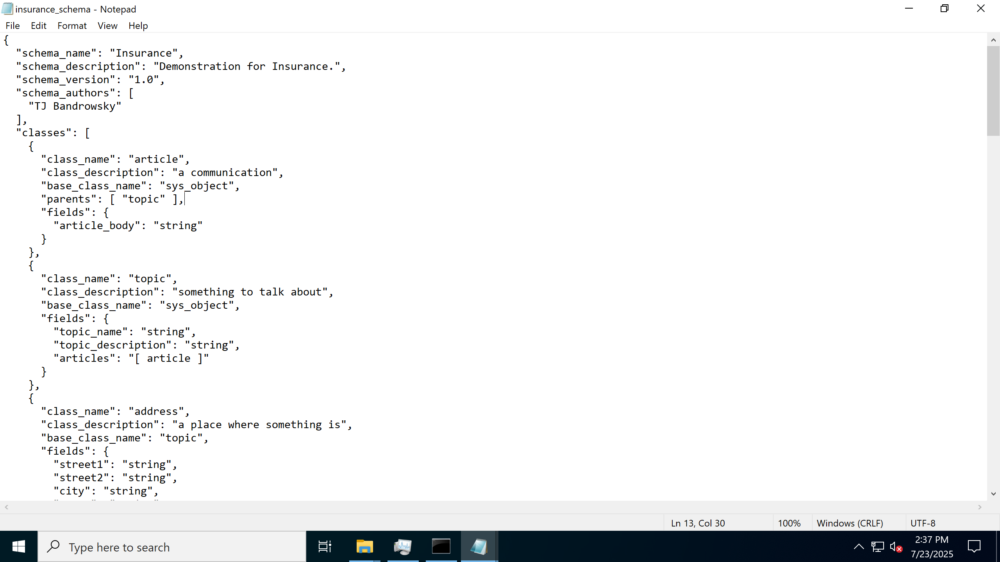 insurance_schema - Notepad
File Edit Format View Help
{
  "schema_name": "Insurance",
  "schema_description": "Demonstration for Insurance.",
  "schema_version": "1.0",
  "schema_authors": [
    "TJ Bandrowsky"
  ],
  "classes": [
    {
      "class_name": "article",
      "class_description": "a communication",
      "base_class_name": "sys_object",
      "parents": [ "topic" ],
      "fields": {
        "article_body": "string"
      }
    },
    {
      "class_name": "topic",
      "class_description": "something to talk about",
      "base_class_name": "sys_object",
      "fields": {
        "topic_name": "string",
        "topic_description": "string",
        "articles": "[ article ]"
      }
    },
    {
      "class_name": "address",
      "class_description": "a place where something is",
      "base_class_name": "topic",
      "fields": {
        "street1": "string",
        "street2": "string",
        "city": "string",
Ln 13, Col 30 100% Windows (CRLF) UTF-8
Type here to search
2:37 PM
7/23/2025